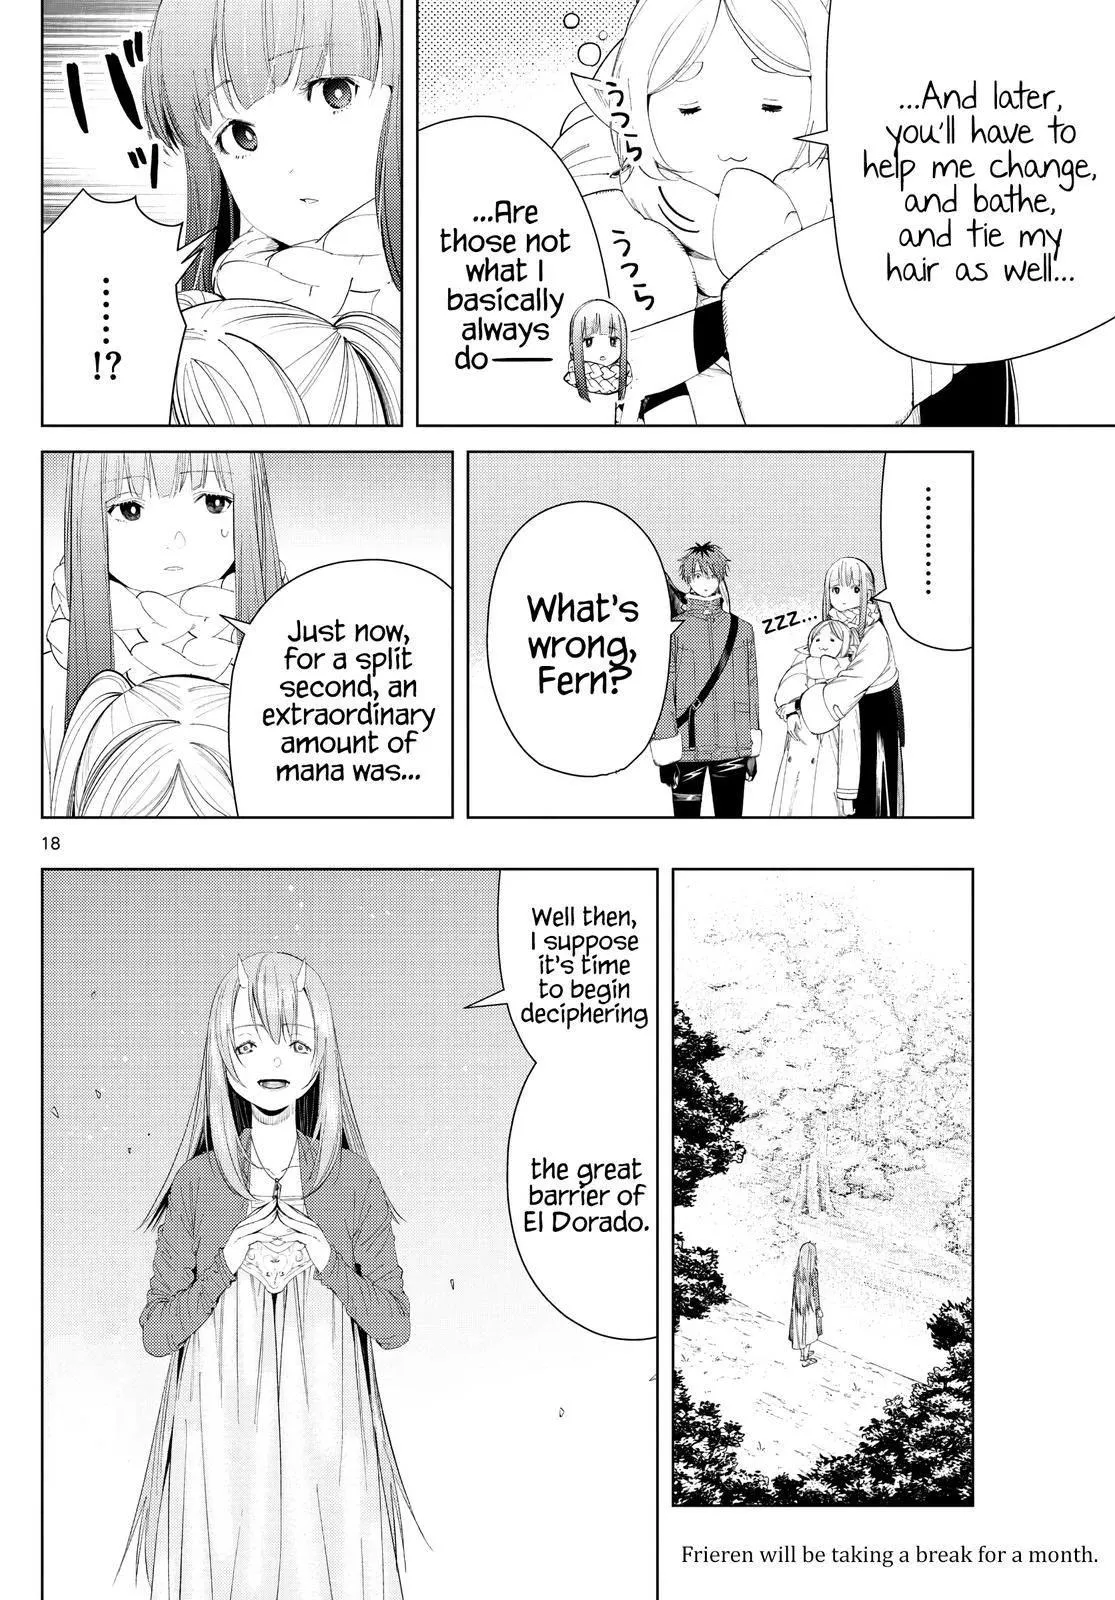 ...And later,
you'll have to
help me change,
and bathe,
and tie my
hair as well...
うつら
うつら
...Are
those not
what I
basically
always
do
バッ
......
!?
.........
What's
wrong,
Fern?
zzz...
Just now,
for a split
second, an
extraordinary
amount of
mana was...
18
Well then,
I suppose
it's time
to begin
deciphering
the great
barrier of
El Dorado.
Frieren will be taking a break for a month.